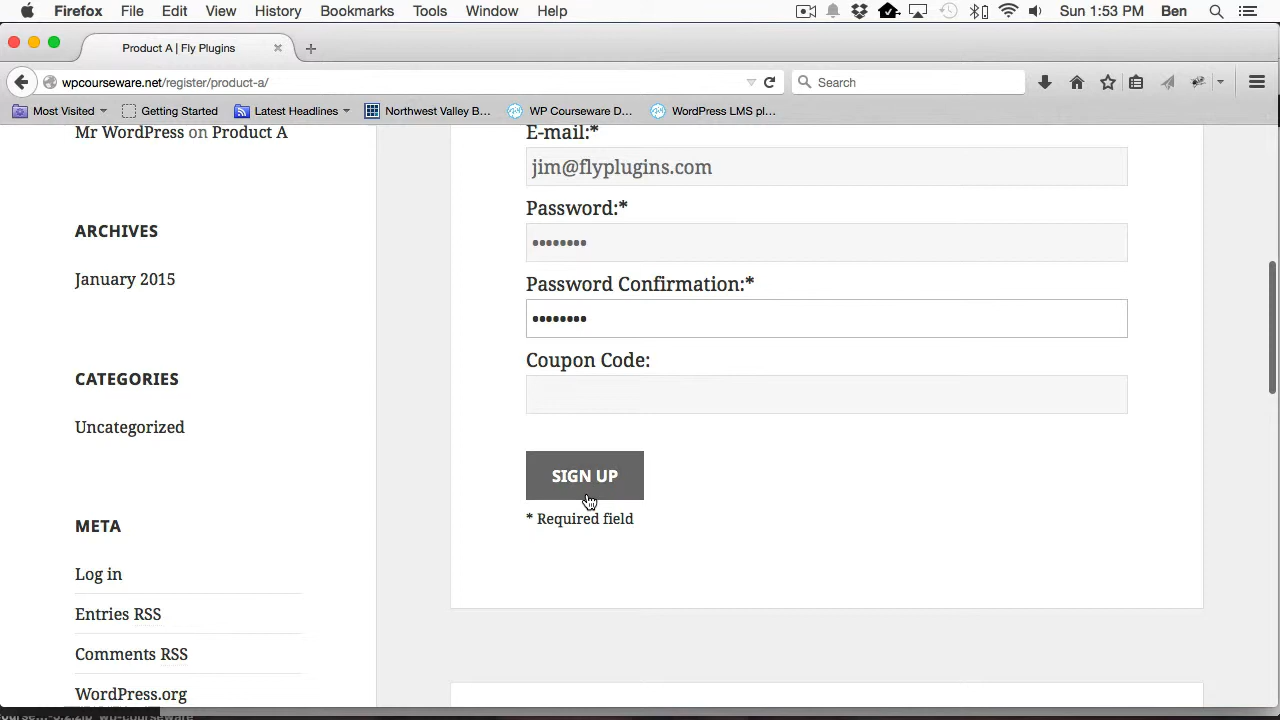 Firefox File Edit View History Bookmarks Tools Window Help Sun 1:53 PM Ben
Product A | Fly Plugins
wpcourseware.net/register/product-a/ Search
Most Visited Getting Started Latest Headlines Northwest Valley B... WP Courseware D... WordPress LMS pl...
Mr WordPress on Product A
ARCHIVES
January 2015
CATEGORIES
Uncategorized
META
Log in
Entries RSS
Comments RSS
WordPress.org
E-mail:*
jim@flyplugins.com
Password:*
••••••••
Password Confirmation:*
••••••••
Coupon Code:
SIGN UP
* Required field